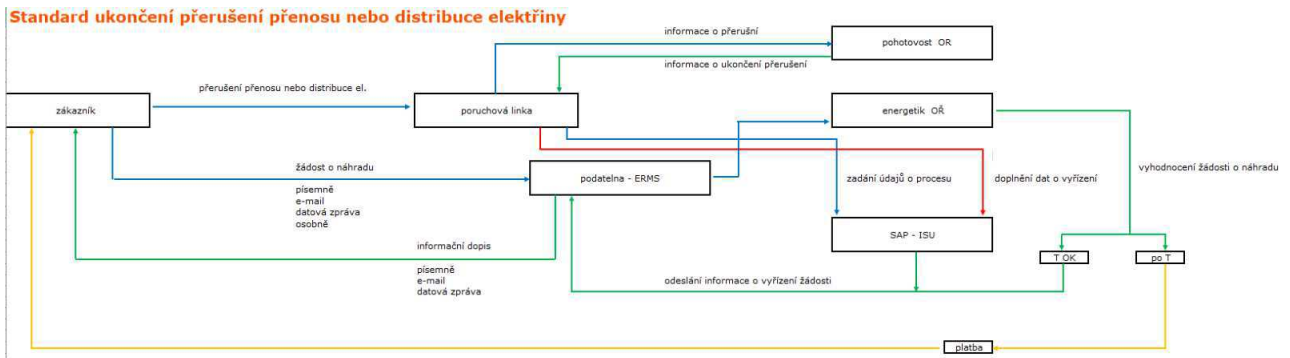 Standard ukončení přerušení přenosu nebo distribuce elektřiny
informace o přerušní
pohotovost OR
informace o ukončení přerušení
přerušení přenosu nebo distribuce el.
zákazník
poruchová linka
energetik OŘ
žádost o náhradu
písemně
e-mail
datová zpráva
osobně
podatelna - ERMS
zadání údajů o procesu
doplnění dat o vyřízení
vyhodnocení žádosti o náhradu
SAP - ISU
informační dopis
písemně
e-mail
datová zpráva
T OK
po T
odeslání informace o vyřízení žádosti
platba